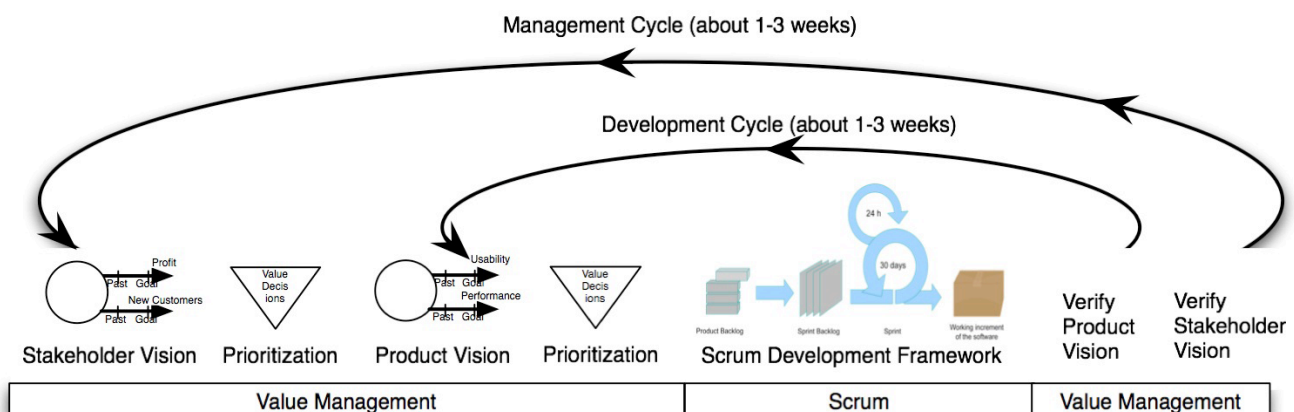 Management Cycle (about 1-3 weeks)
Development Cycle (about 1-3 weeks)
24 h
30 days
Profit
Past Goal
New Customers
Past Goal
Value
Decis
ions
Usability
Past Goal
Performance
Past Goal
Value
Decis
ions
Product Backlog
Sprint Backlog
Sprint
Working increment
of the software
Verify
Product
Vision
Verify
Stakeholder
Vision
Stakeholder Vision
Prioritization
Product Vision
Prioritization
Scrum Development Framework
Value Management
Scrum
Value Management